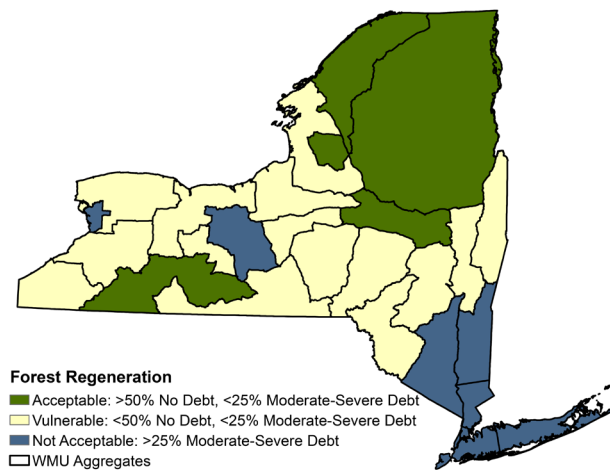 Forest Regeneration
Acceptable: >50% No Debt, <25% Moderate-Severe Debt
Vulnerable: <50% No Debt, <25% Moderate-Severe Debt
Not Acceptable: >25% Moderate-Severe Debt
WMU Aggregates